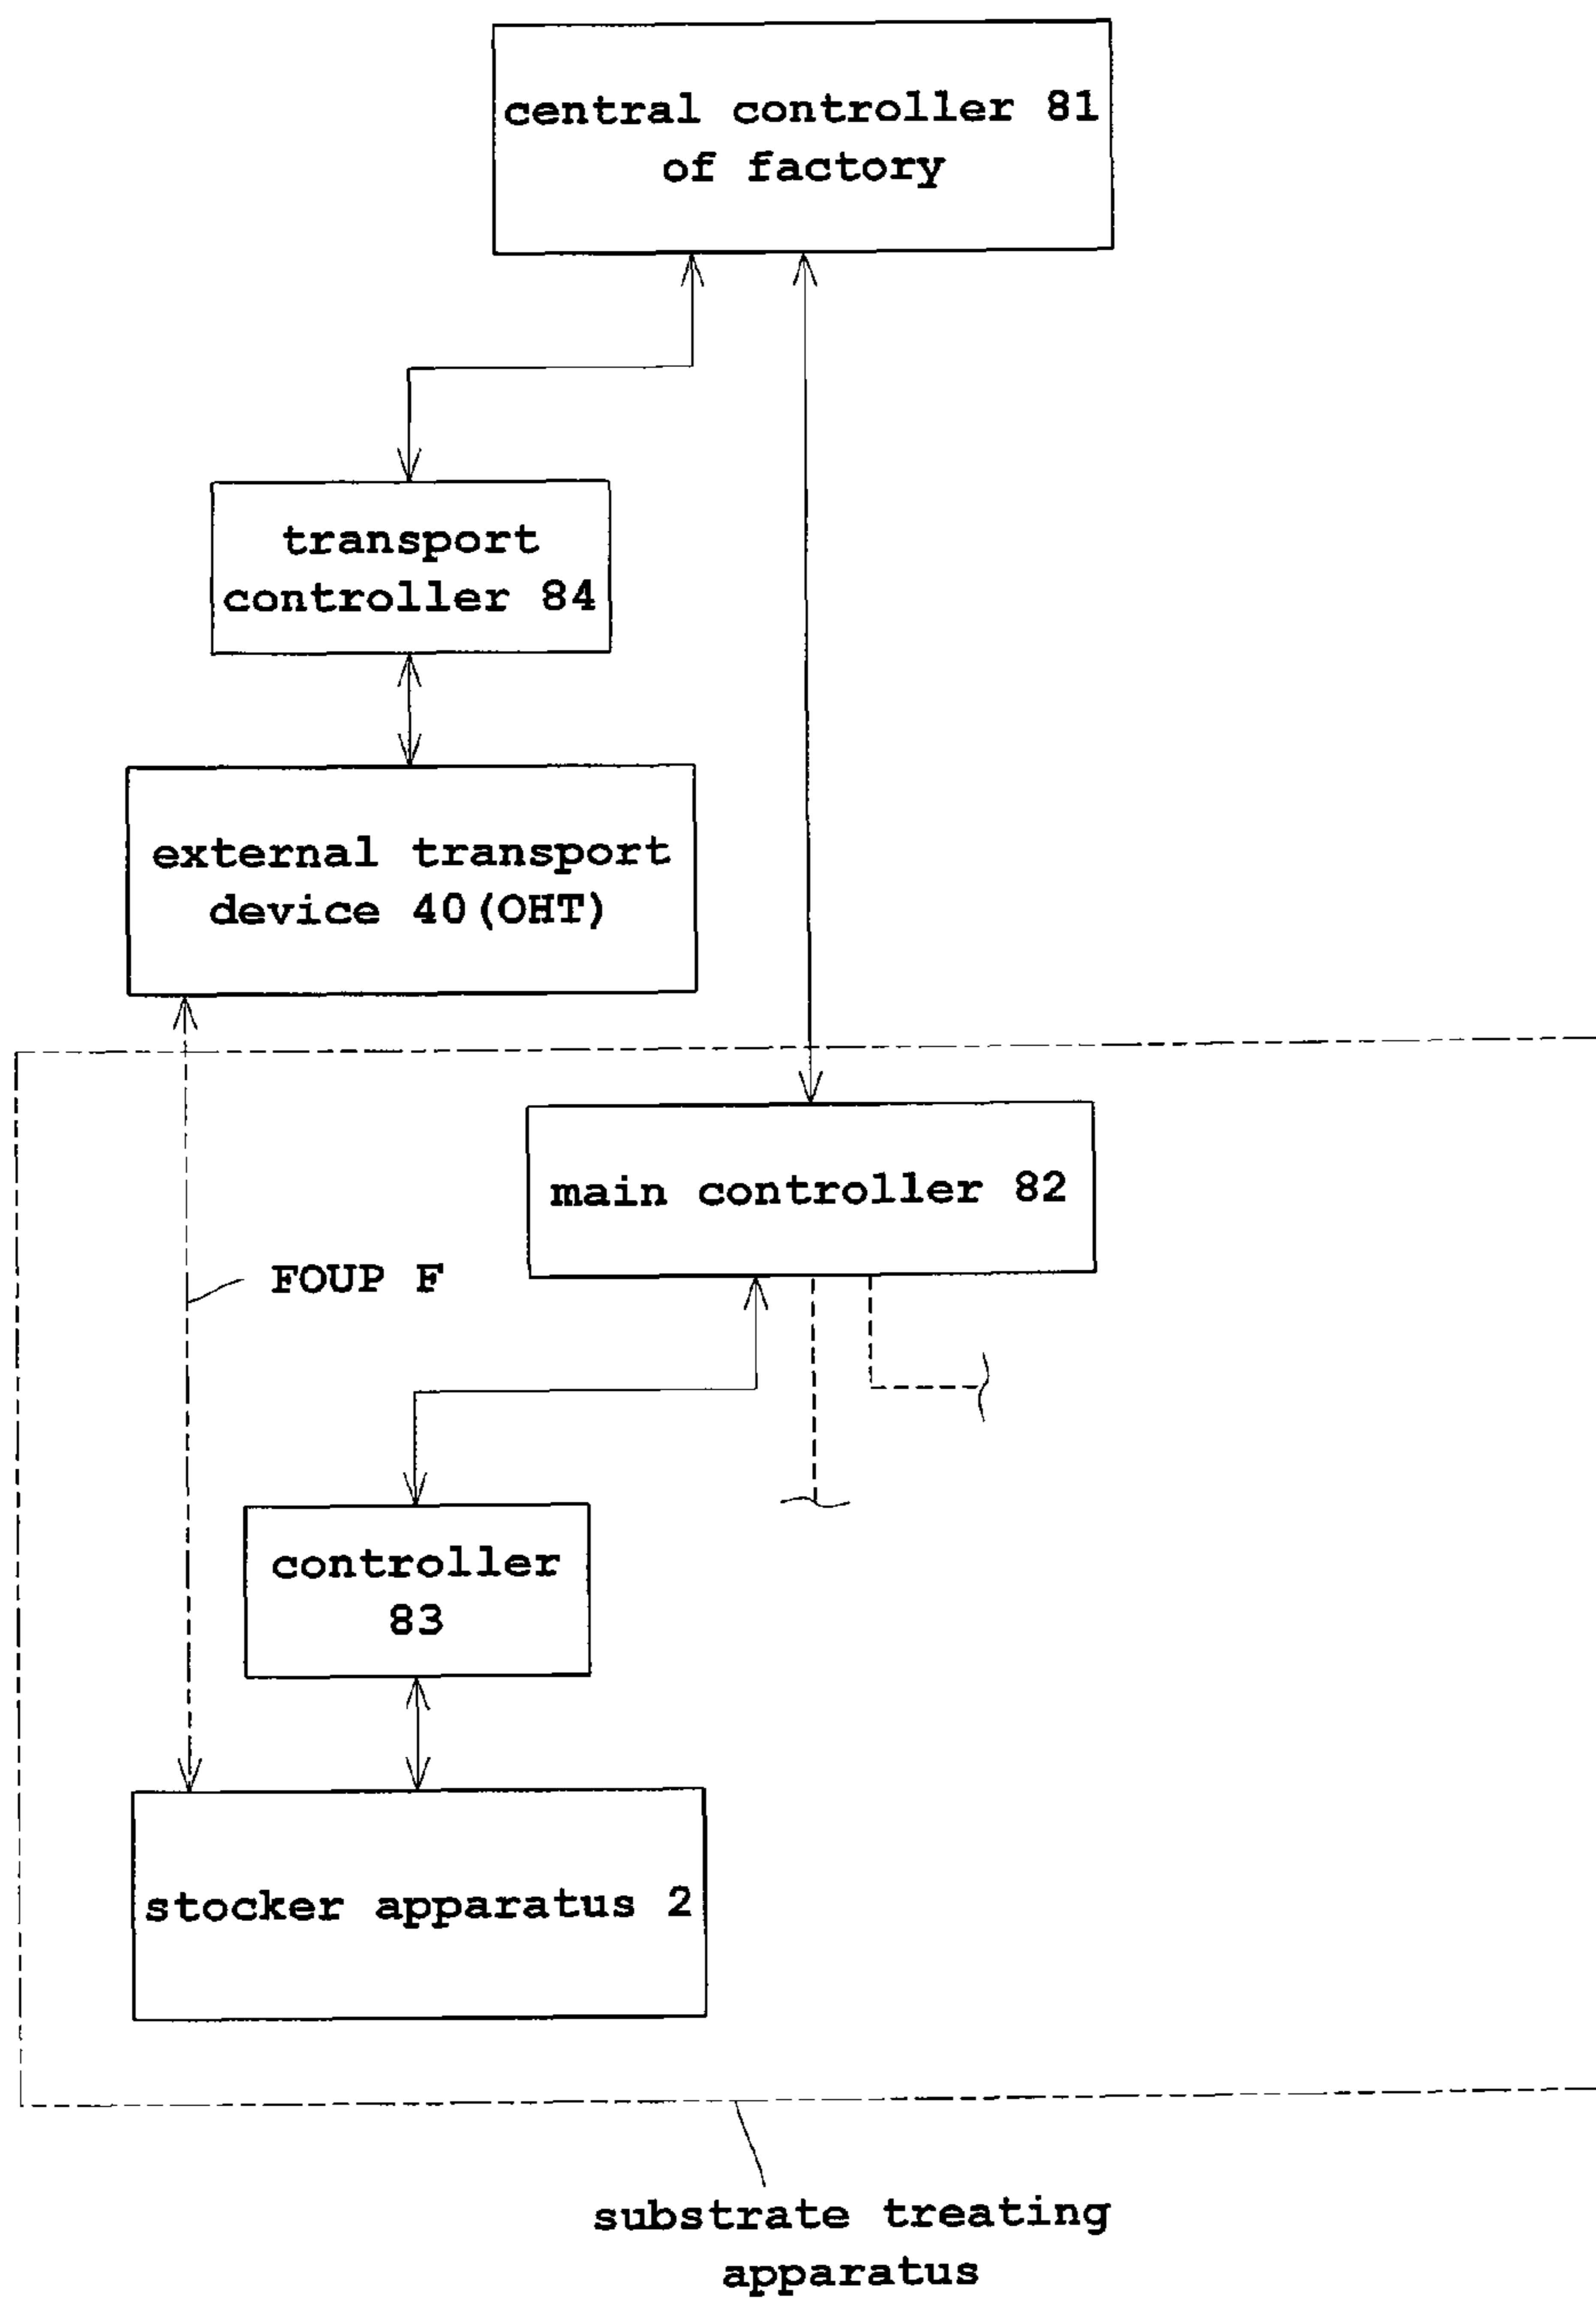 central controller 81
of factory
transport
controller 84
external transport
device 40(OHT)
main controller 82
FOUP F
controller
83
stocker apparatus 2
substrate treating
apparatus